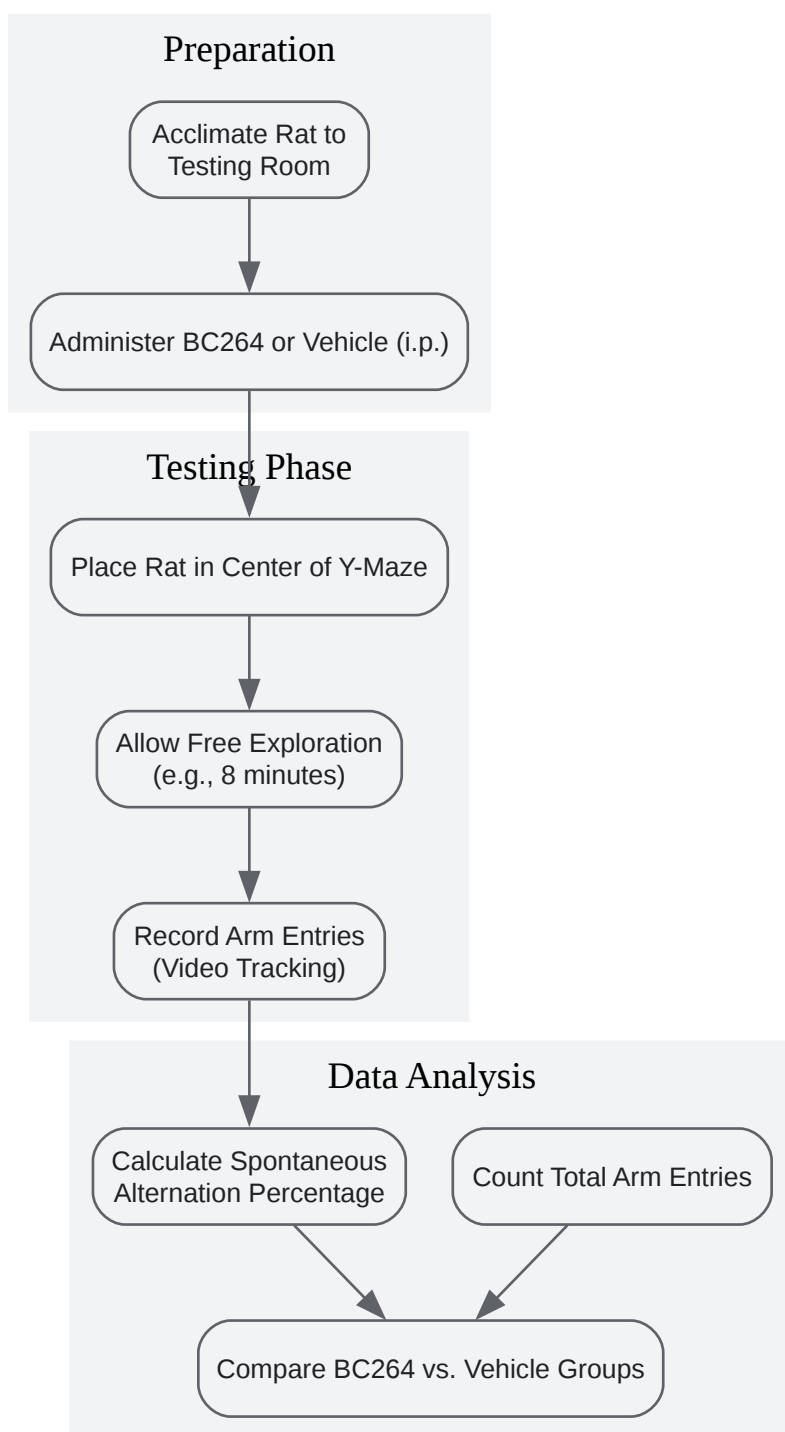 Preparation
Acclimate Rat to
Testing Room
Administer BC264 or Vehicle (i.p.)
Testing Phase
Place Rat in Center of Y-Maze
Allow Free Exploration
(e.g., 8 minutes)
Record Arm Entries
(Video Tracking)
Data Analysis
Calculate Spontaneous
Alternation Percentage
Count Total Arm Entries
Compare BC264 vs. Vehicle Groups